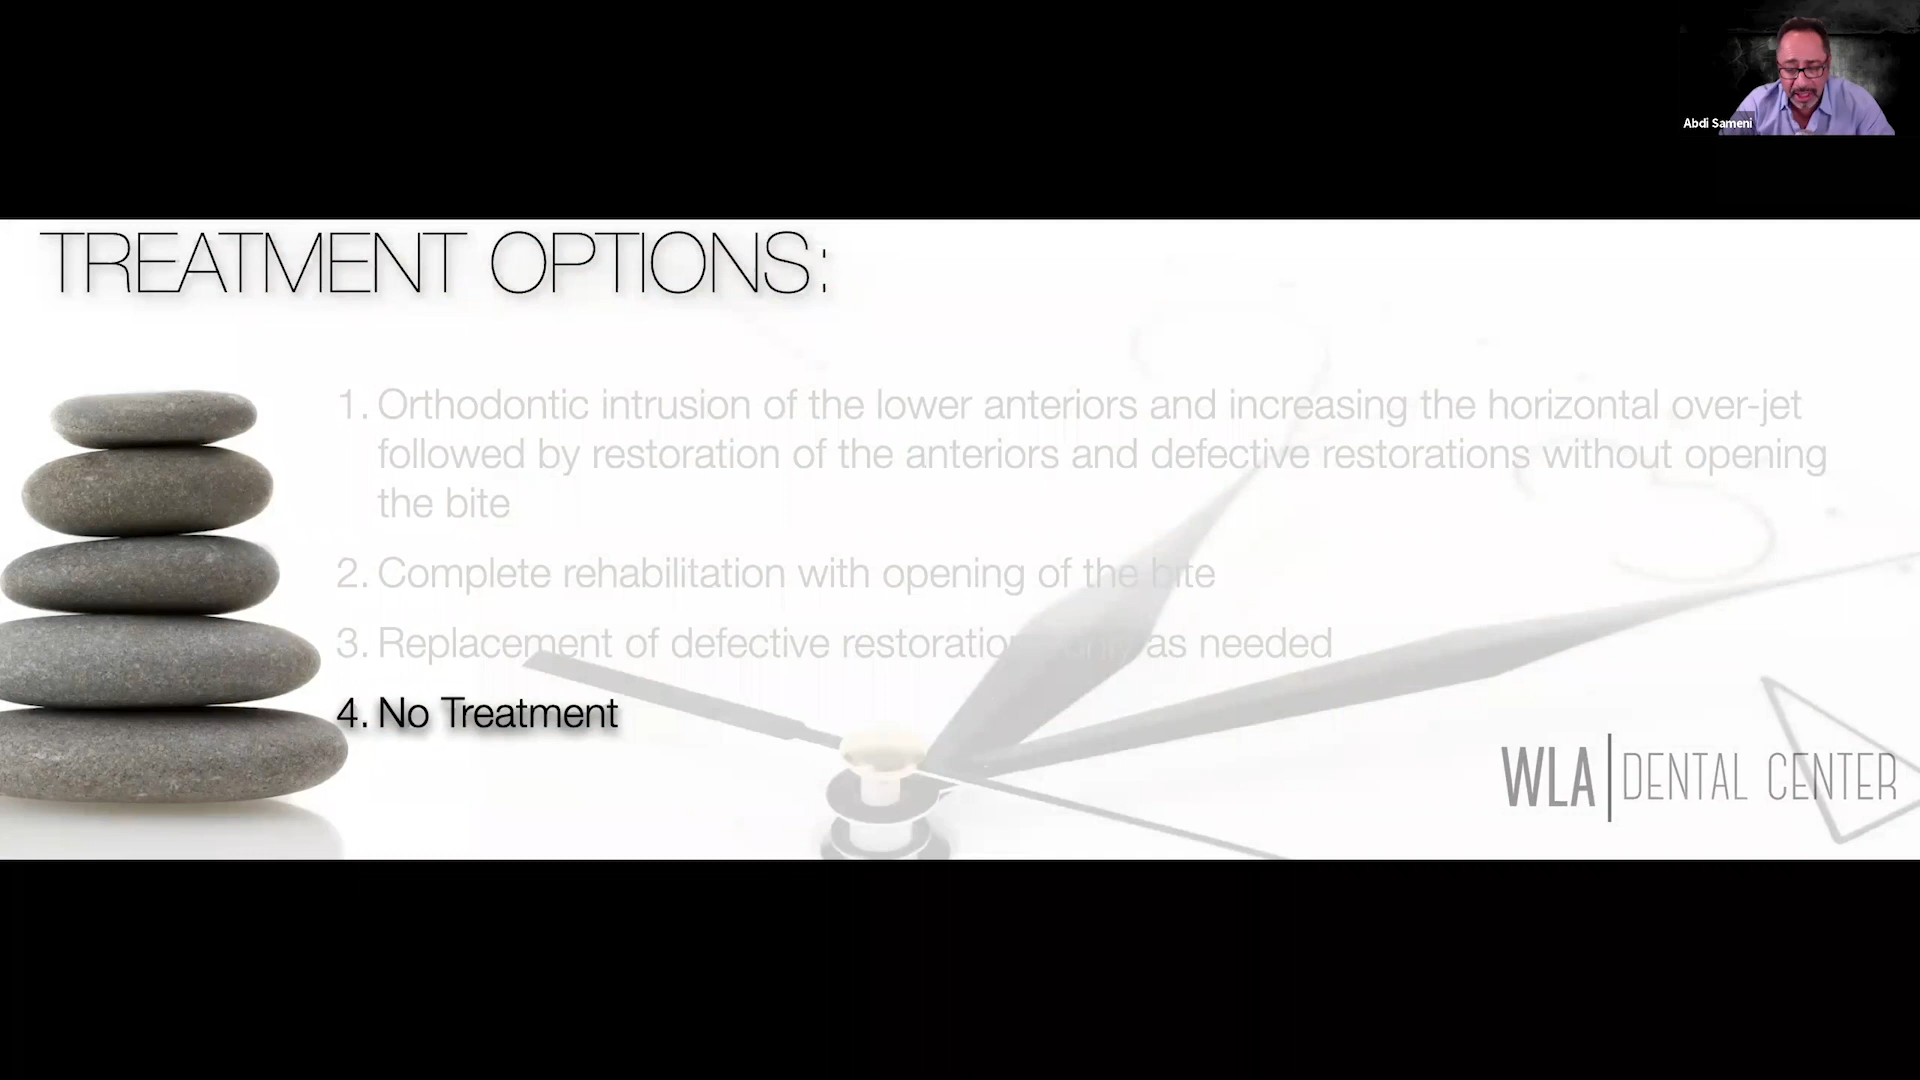 Abdi Sameni
TREATMENT OPTIONS:
1. Orthodontic intrusion of the lower anteriors and increasing the horizontal over-jet
followed by restoration of the anteriors and defective restorations without opening
the bite
2. Complete rehabilitation with opening of the bite
3. Replacement of defective restorations only as needed
4. No Treatment
WLA | DENTAL CENTER